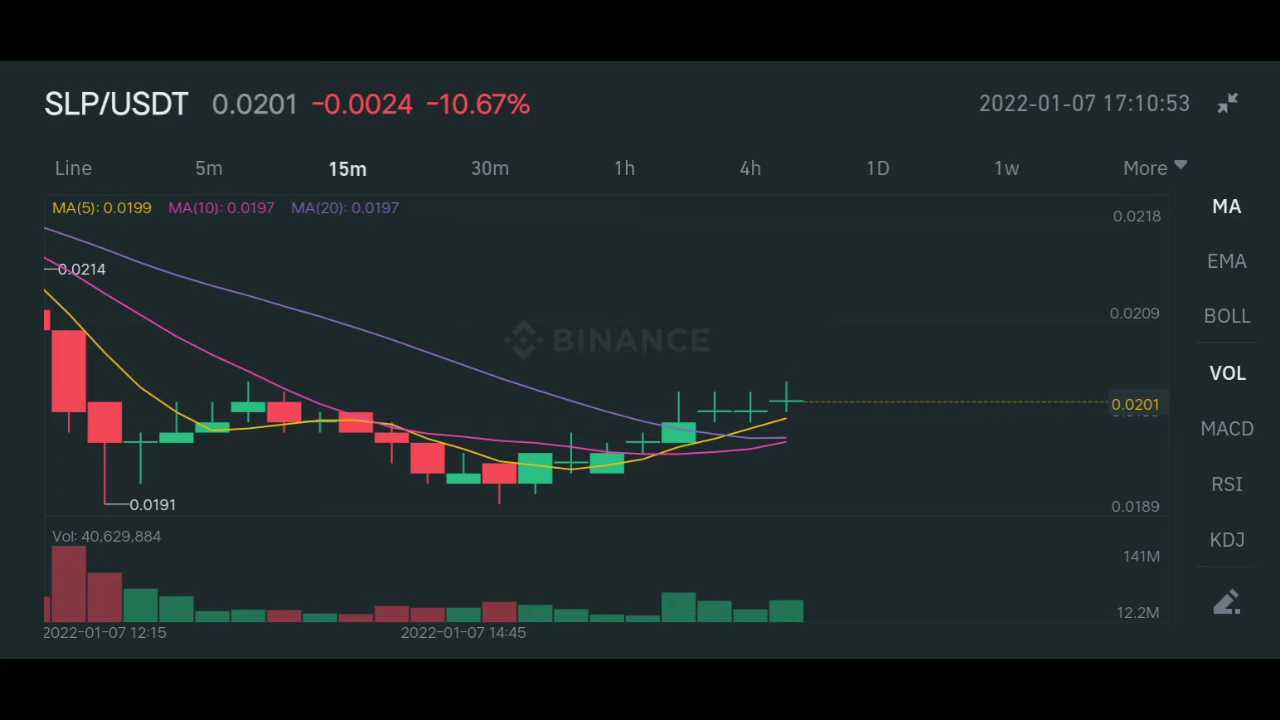 SLP/USDT 0.0201 -0.0024 -10.67% 2022-01-07 17:10:53
Line 5m 15m 30m 1h 4h 1D 1w More
MA(5): 0.0199 MA(10): 0.0197 MA(20): 0.0197
0.0218
MA
EMA
0.0214
0.0209
BOLL
BINANCE
VOL
0.0201
MACD
RSI
0.0191
0.0189
Vol: 40,629,884
KDJ
141M
12.2M
2022-01-07 12:15 2022-01-07 14:45